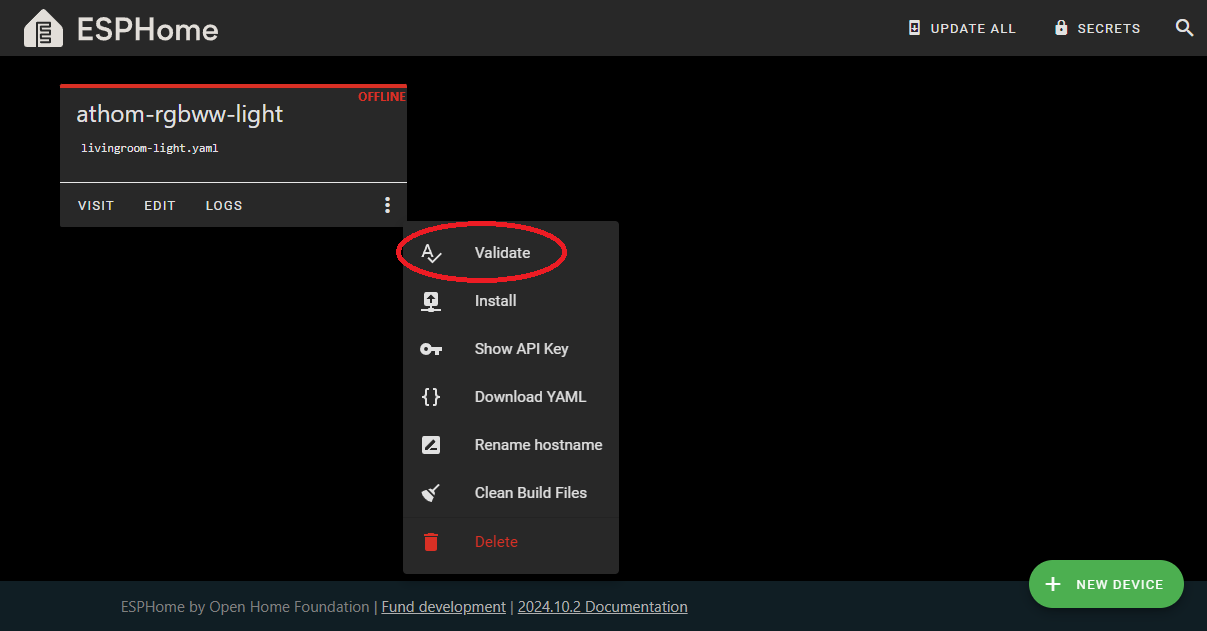 ESPHome
UPDATE ALL
SECRETS
OFFLINE
athom-rgbww-light
livingroom-light.yaml
VISIT EDIT LOGS
Validate
Install
Show API Key
Download YAML
Rename hostname
Clean Build Files
Delete
NEW DEVICE
ESPHome by Open Home Foundation | Fund development | 2024.10.2 Documentation